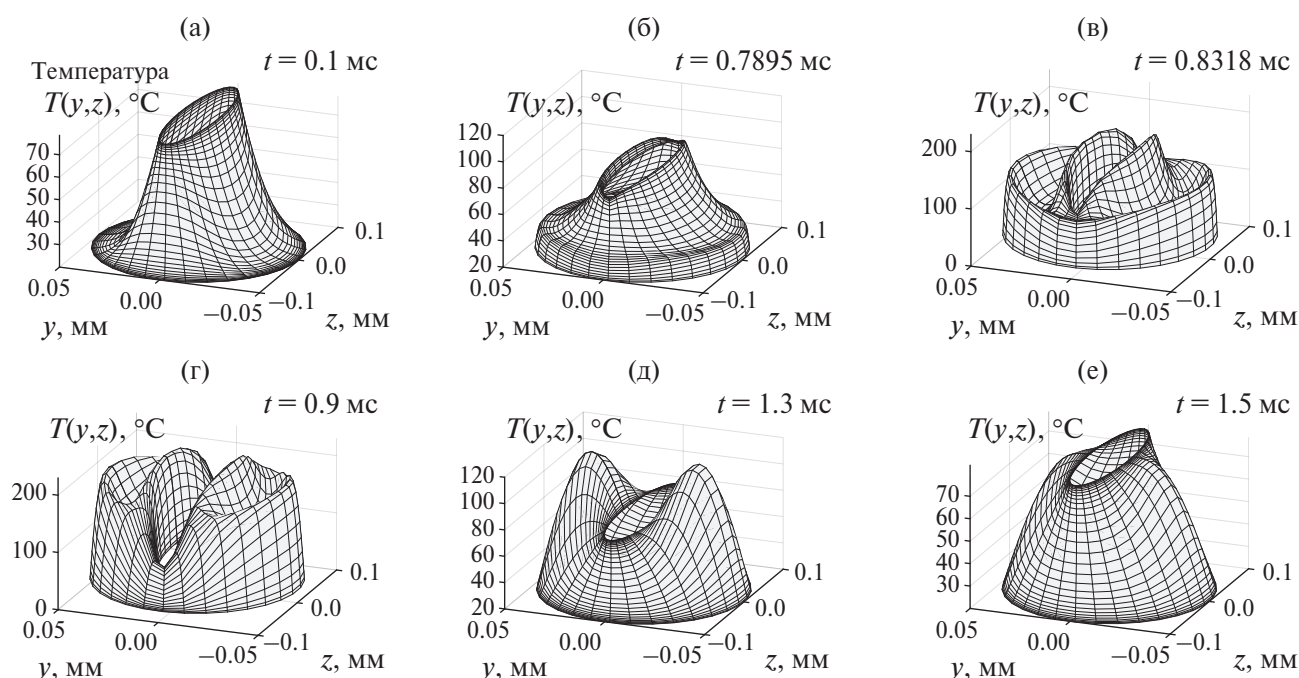 (а)
t = 0.1 мс
Температура
T(y,z), °C
70
60
50
40
30
0.05
0.00
−0.05
−0.1
0.0
0.1
y, мм
z, мм
(б)
t = 0.7895 мс
T(y,z), °C
120
100
80
60
40
20
0.05
0.00
−0.05
−0.1
0.0
0.1
y, мм
z, мм
(в)
t = 0.8318 мс
T(y,z), °C
200
100
0
0.05
0.00
−0.05
−0.1
0.0
0.1
y, мм
z, мм
(г)
t = 0.9 мс
T(y,z), °C
200
100
0
0.05
0.00
−0.05
−0.1
0.0
0.1
y, мм
z, мм
(д)
t = 1.3 мс
T(y,z), °C
120
100
80
60
40
20
0.05
0.00
−0.05
−0.1
0.0
0.1
y, мм
z, мм
(е)
t = 1.5 мс
T(y,z), °C
70
60
50
40
30
0.05
0.00
−0.05
−0.1
0.0
0.1
y, мм
z, мм